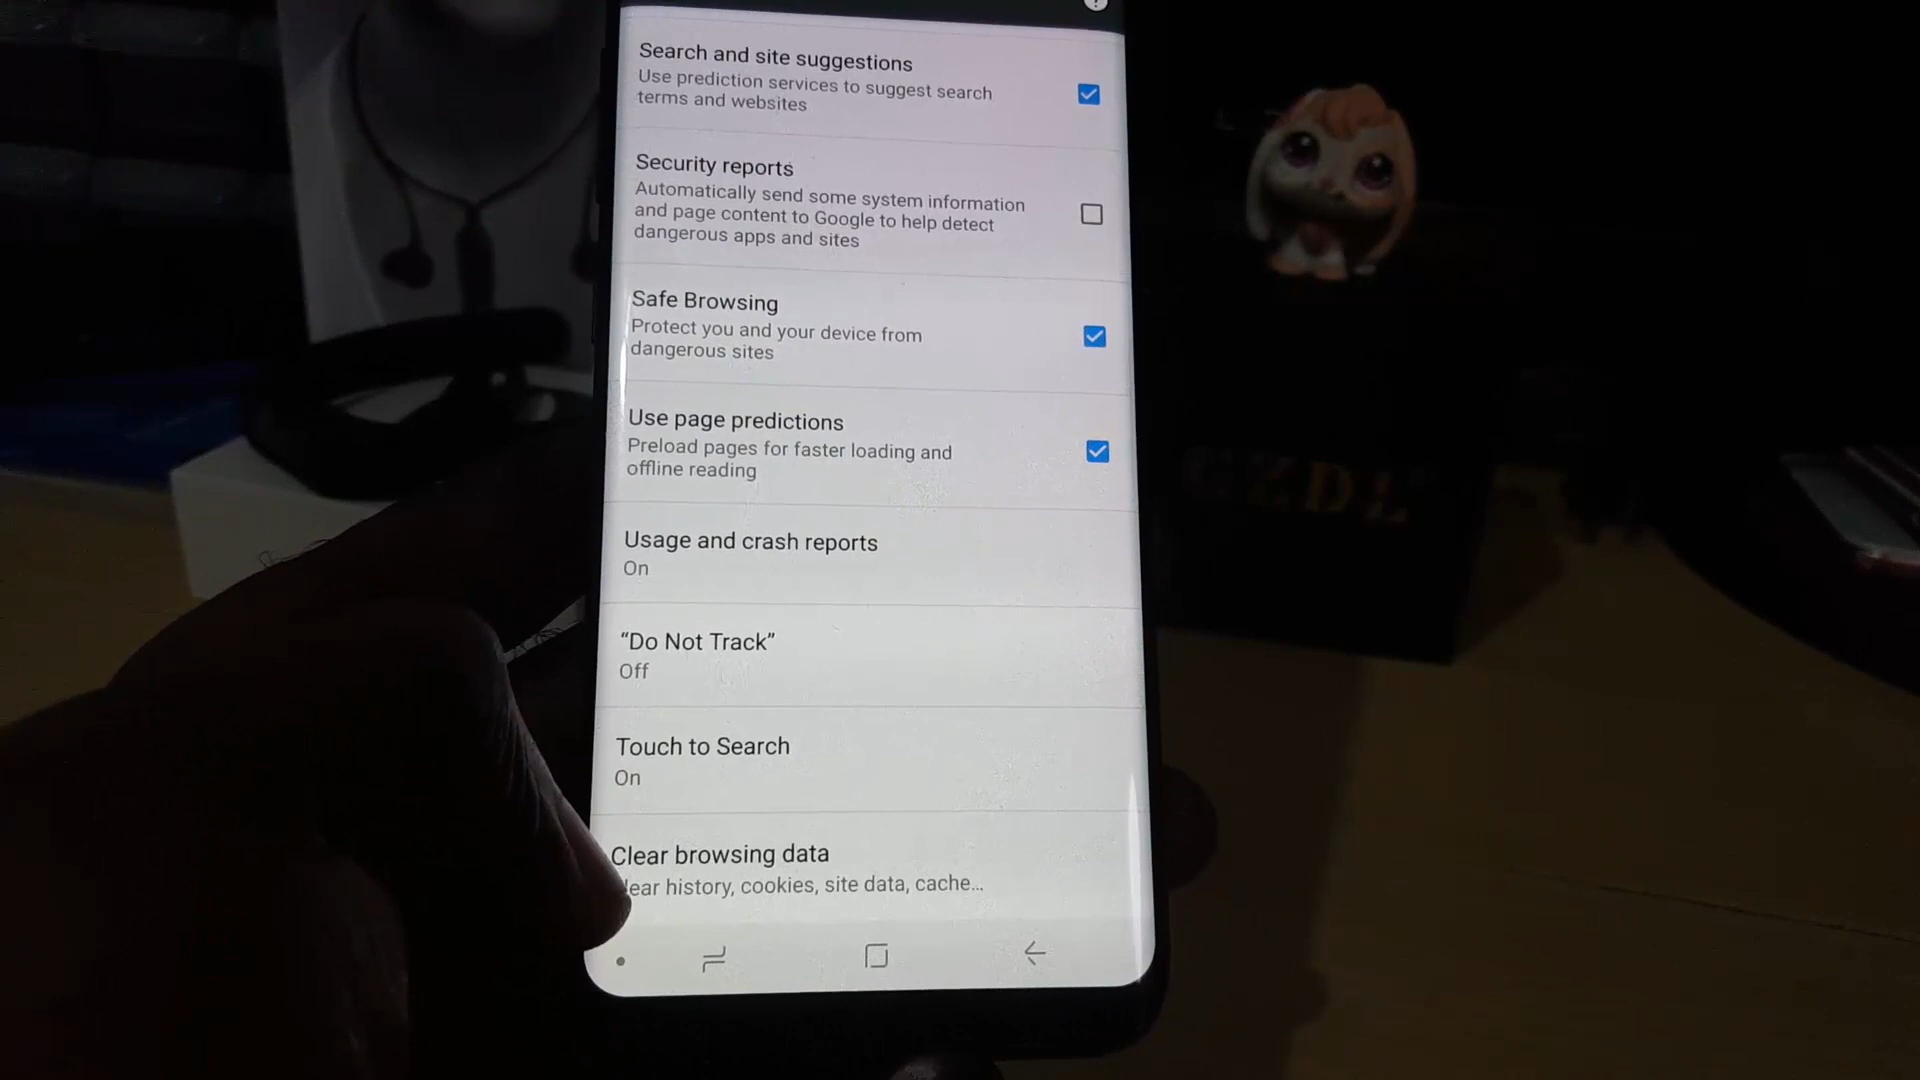 Search and site suggestions
Use prediction services to suggest search
terms and websites
Security reports
Automatically send some system information
and page content to Google to help detect
dangerous apps and sites
Safe Browsing
Protect you and your device from
dangerous sites
Use page predictions
Preload pages for faster loading and
offline reading
Usage and crash reports
On
“Do Not Track”
Off
Touch to Search
On
Clear browsing data
lear history, cookies, site data, cache...